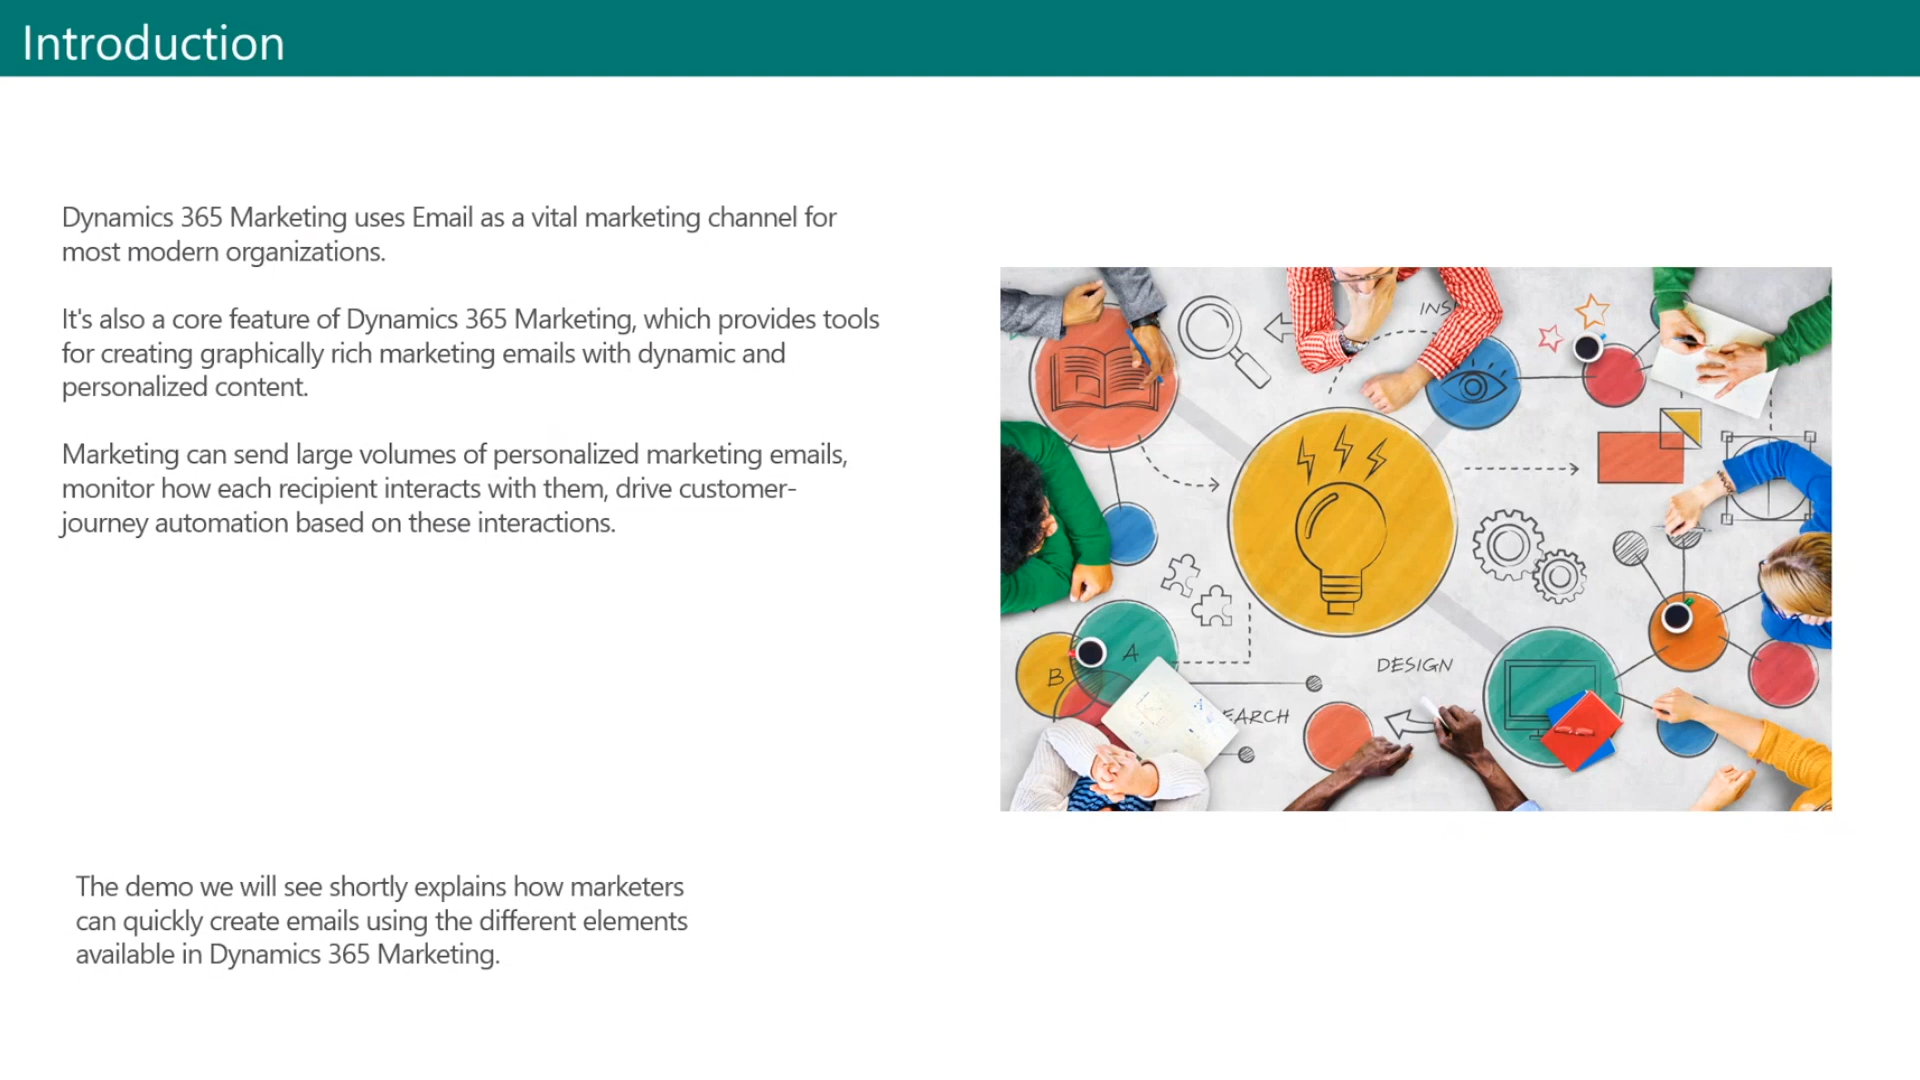 Introduction
Dynamics 365 Marketing uses Email as a vital marketing channel for
most modern organizations.
It's also a core feature of Dynamics 365 Marketing, which provides tools
for creating graphically rich marketing emails with dynamic and
personalized content.
Marketing can send large volumes of personalized marketing emails,
monitor how each recipient interacts with them, drive customer-
journey automation based on these interactions.
INS
A
B
DESIGN
EARCH
The demo we will see shortly explains how marketers
can quickly create emails using the different elements
available in Dynamics 365 Marketing.